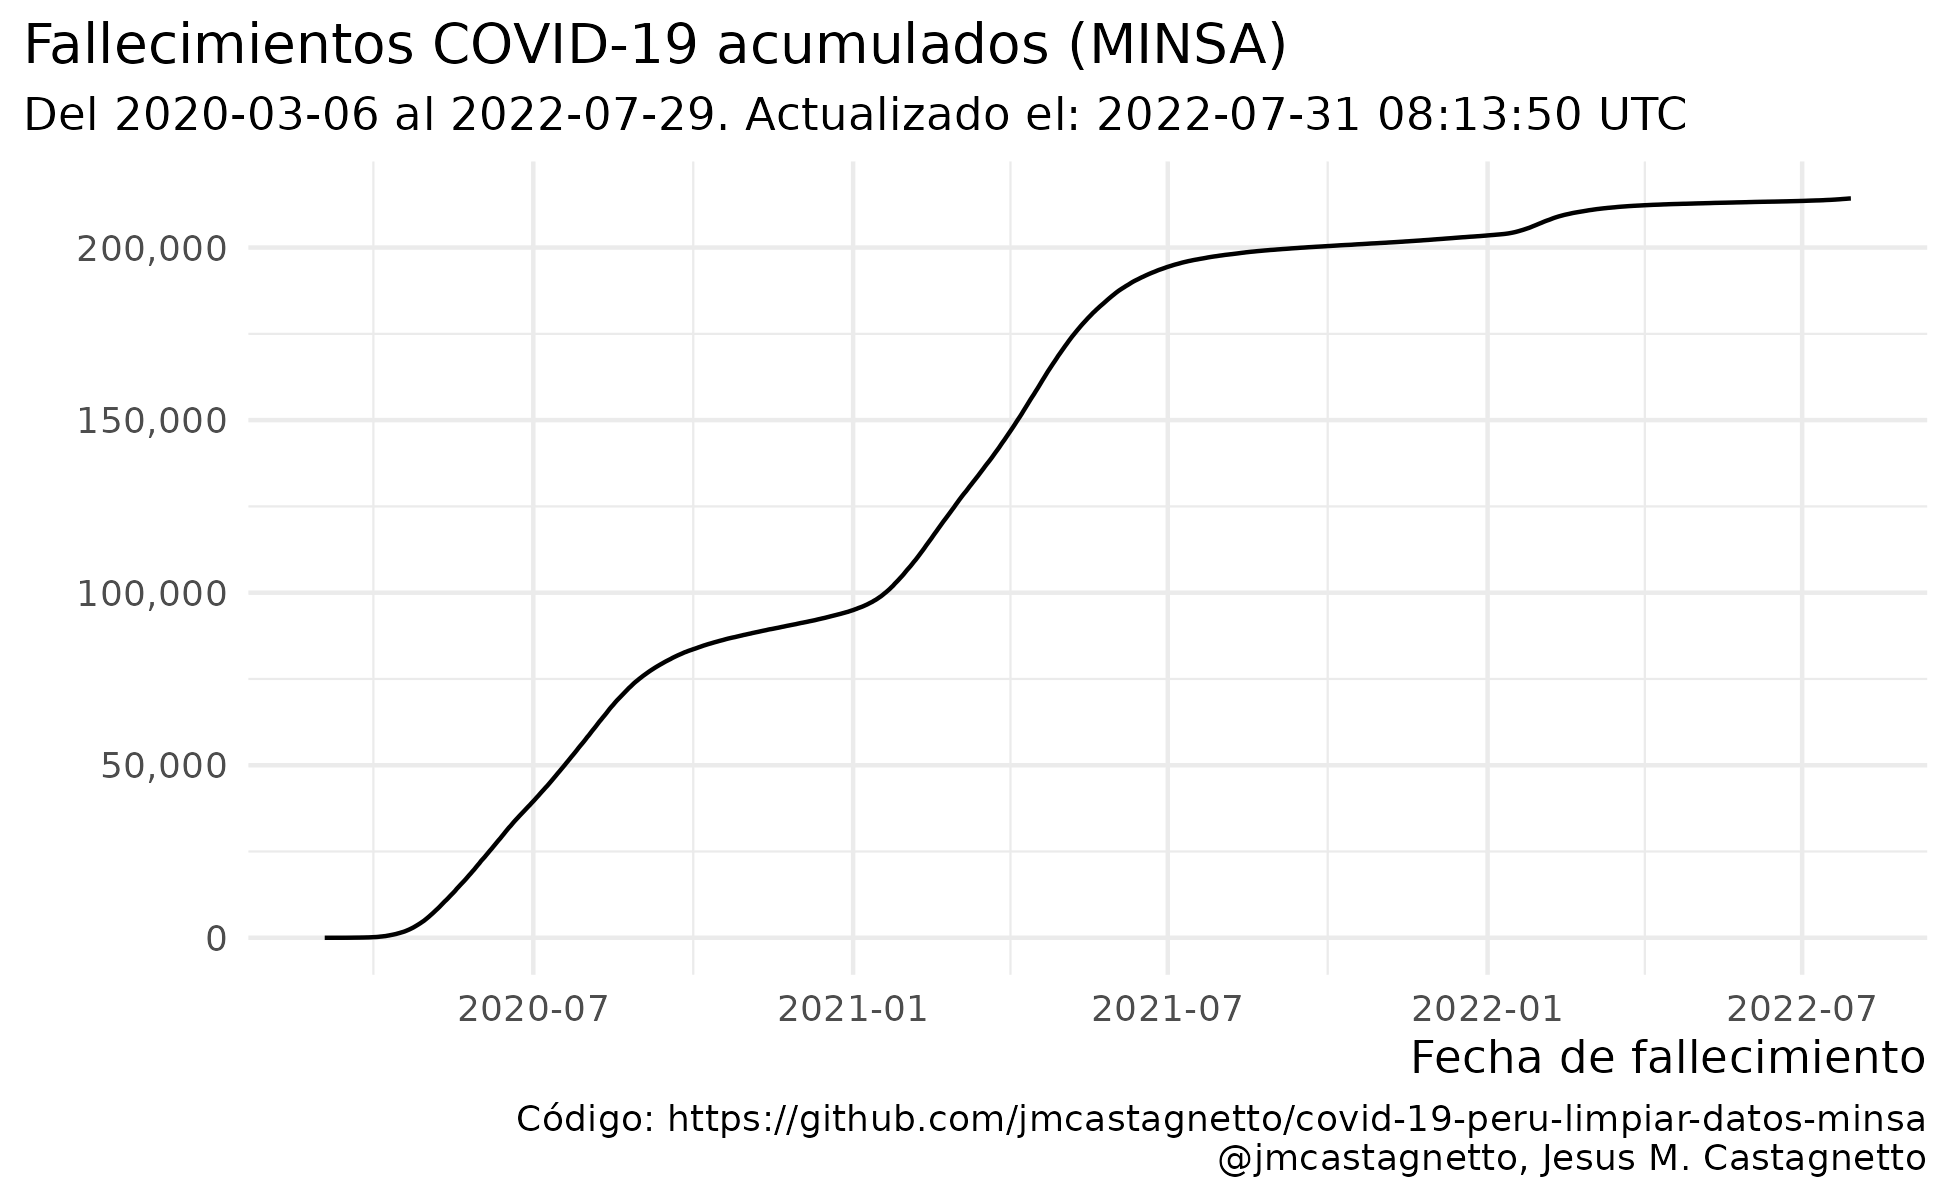 Fallecimientos COVID-19 acumulados (MINSA)
Del 2020-03-06 al 2022-07-29. Actualizado el: 2022-07-31 08:13:50 UTC
200,000
150,000
100,000
50,000
0
2020-07 2021-01 2021-07 2022-01 2022-07
Fecha de fallecimiento
Código: https://github.com/jmcastagnetto/covid-19-peru-limpiar-datos-minsa
@jmcastagnetto, Jesus M. Castagnetto